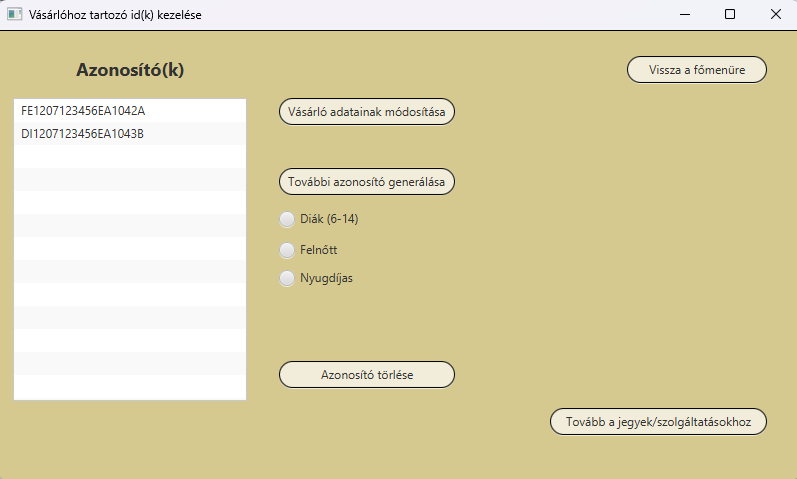 Vásárlóhoz tartozó id(k) kezelése
Azonosító(k)
Vissza a főmenüre
FE1207123456EA1042A
DI1207123456EA1043B
Vásárló adatainak módosítása
További azonosító generálása
Diák (6-14)
Felnőtt
Nyugdíjas
Azonosító törlése
Tovább a jegyek/szolgáltatásokhoz